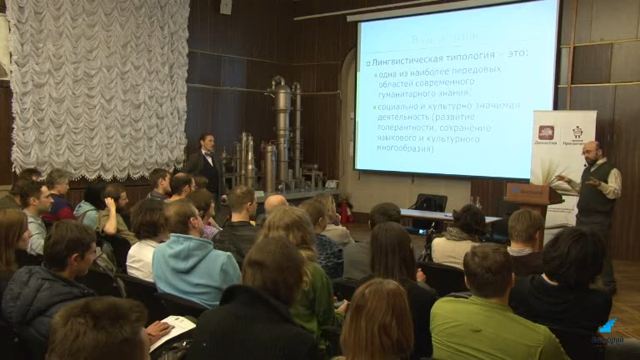 Лингвистическая типология - это:
одна из наиболее передовых
областей современного
гуманитарного знания;
социально и культурно значимая
деятельность (развитие
толерантности, сохранение
языкового и культурного
многообразия)